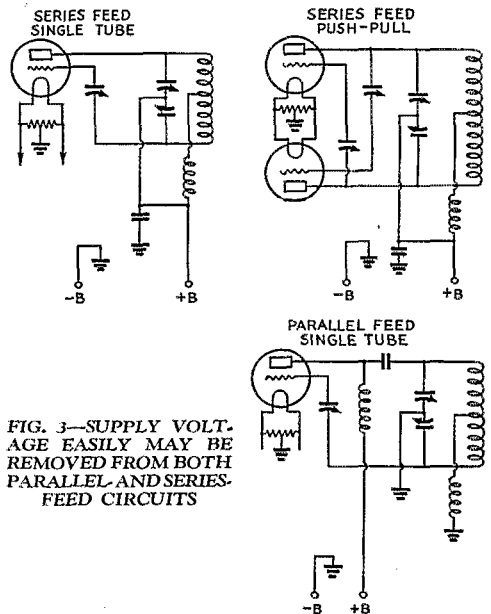 SERIES FEED
SINGLE TUBE
-B
+B
SERIES FEED
PUSH-PULL
-B
+B
PARALLEL FEED
SINGLE TUBE
-B
+B
FIG. 3—SUPPLY VOLT-
AGE EASILY MAY BE
REMOVED FROM BOTH
PARALLEL- AND SERIES-
FEED CIRCUITS